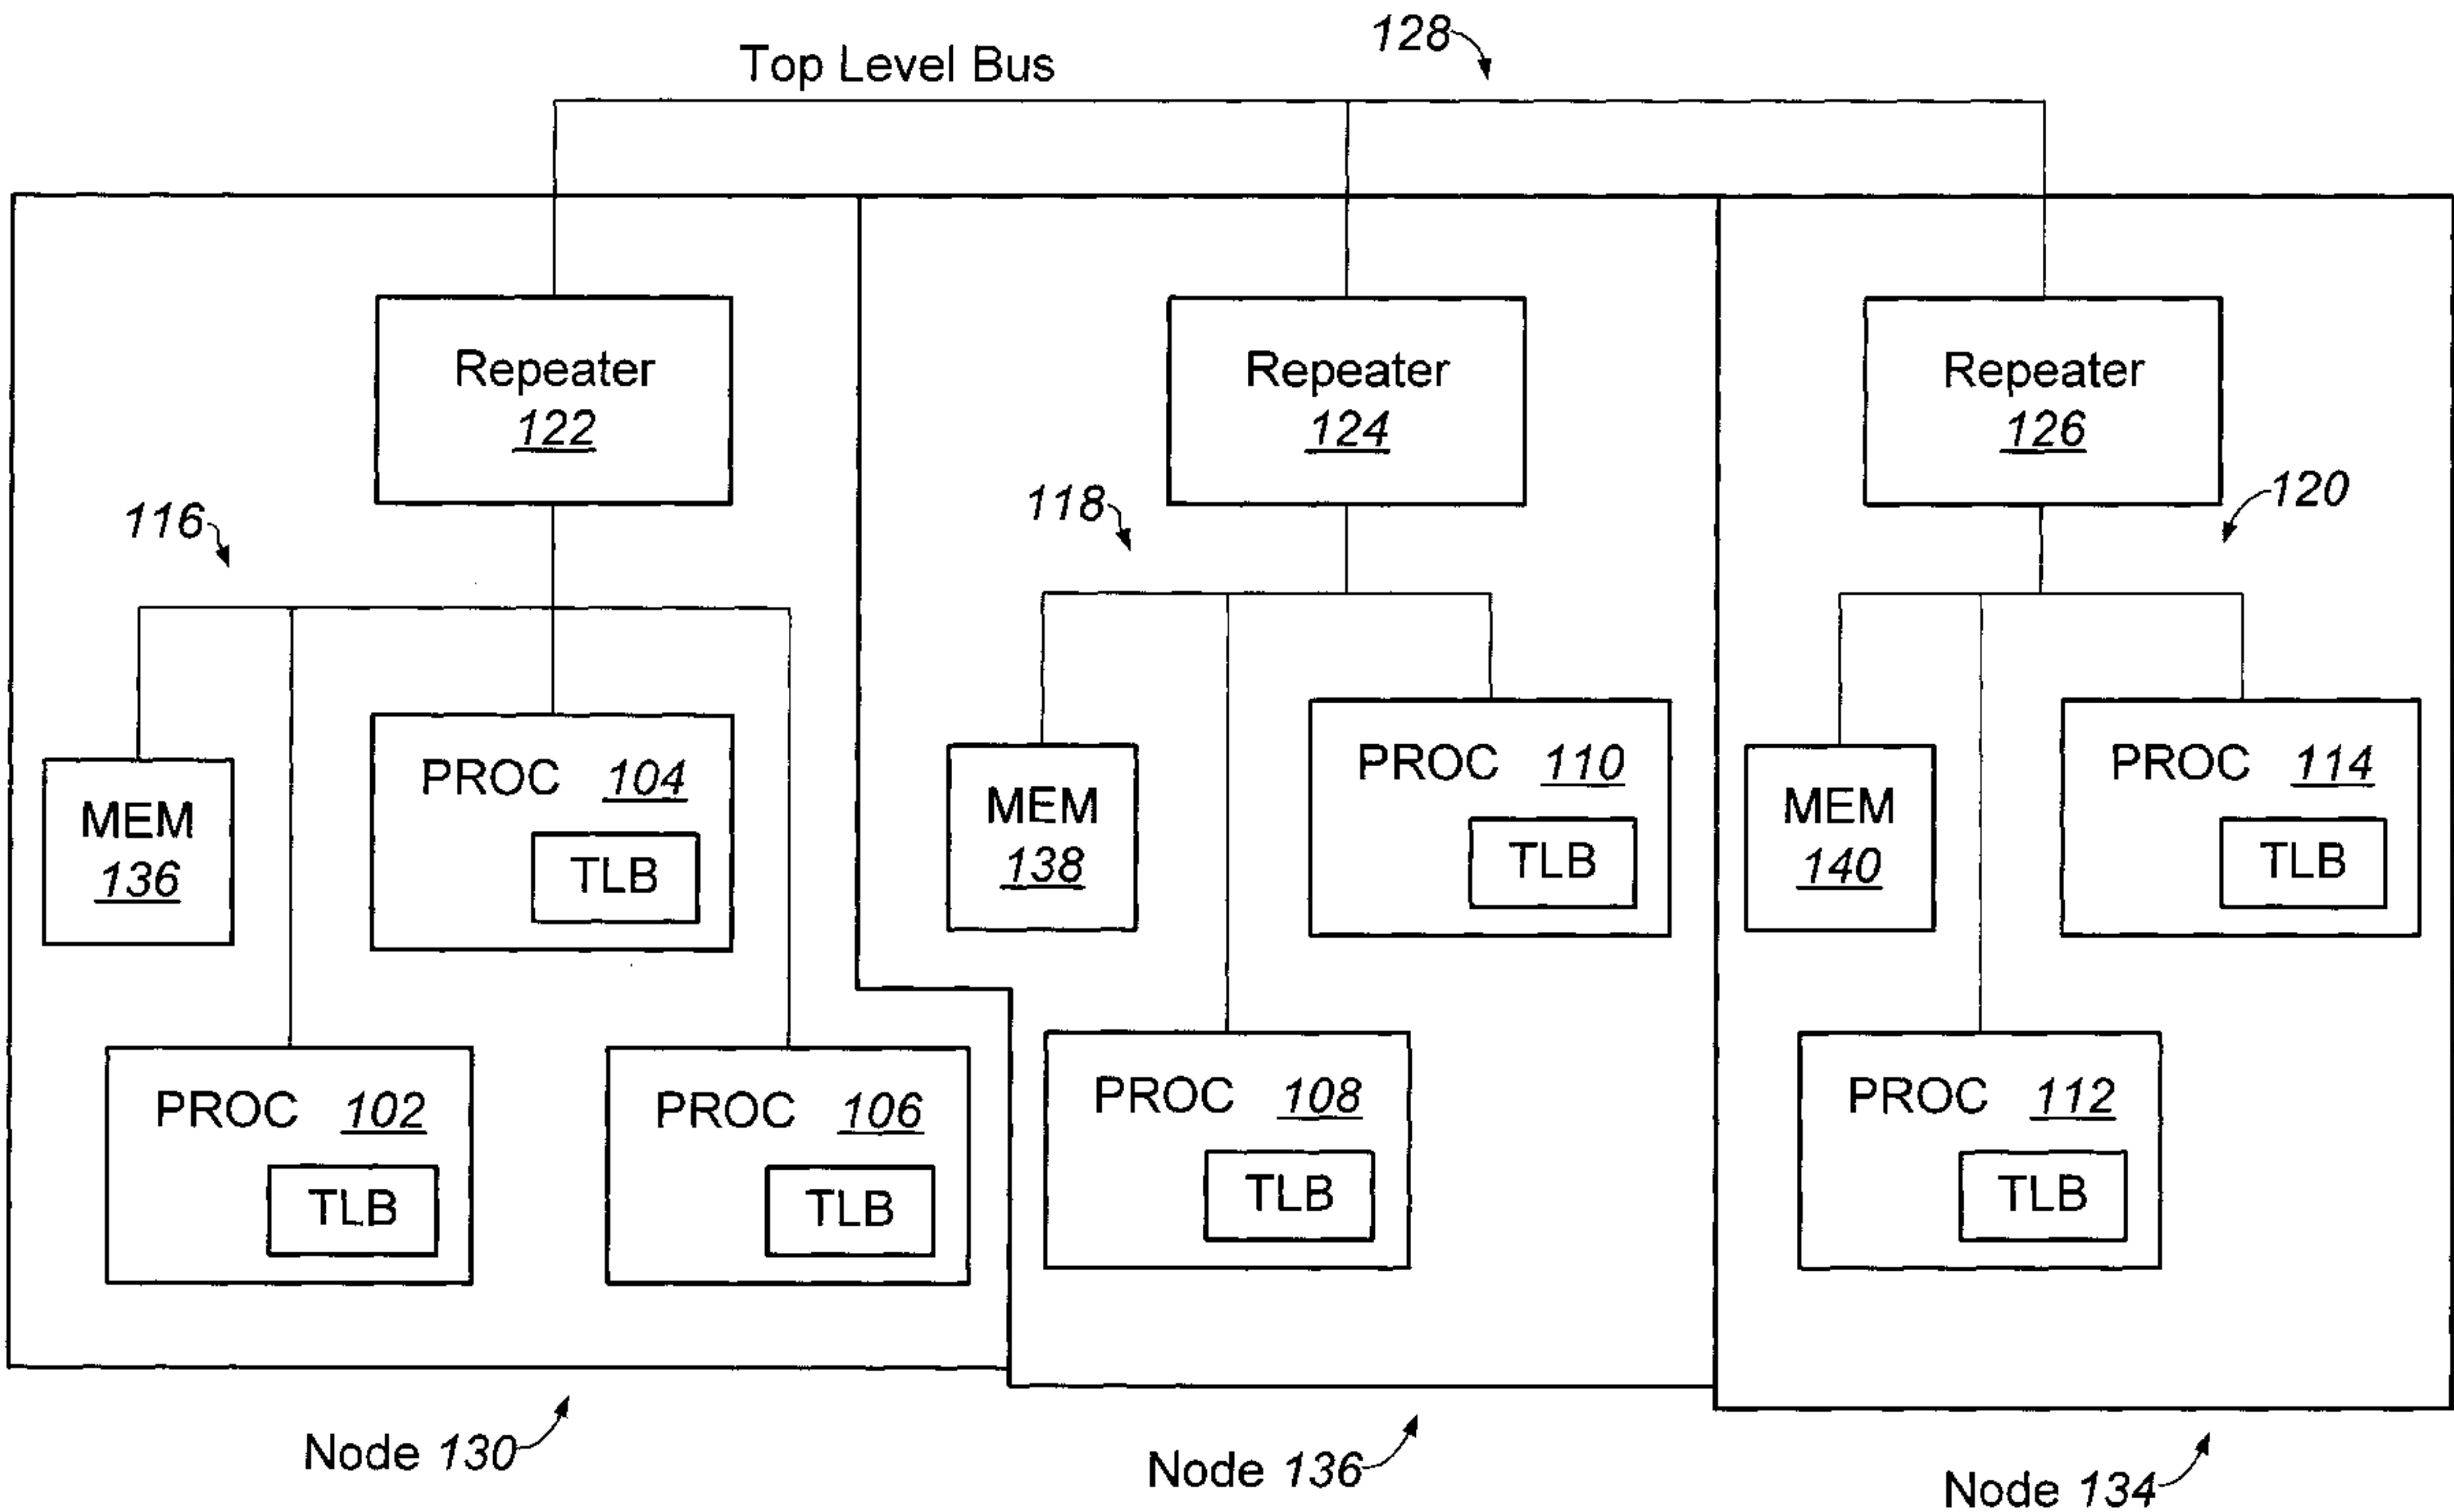 128
Top Level Bus
Repeater
122
Repeater
124
Repeater
126
116
118
120
MEM
136
PROC 104
TLB
PROC 102
TLB
PROC 106
TLB
MEM
138
PROC 110
TLB
PROC 108
TLB
MEM
140
PROC 114
TLB
PROC 112
TLB
Node 130
Node 136
Node 134